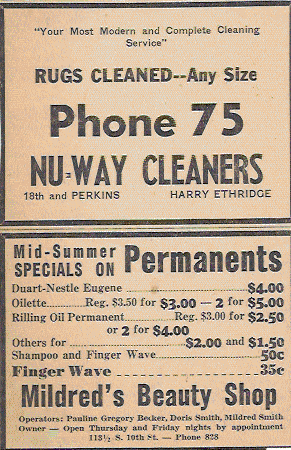 "Your Most Modern and Complete Cleaning
Service"
RUGS CLEANED--Any Size
Phone 75
NU-WAY CLEANERS
18th and PERKINS HARRY ETHRIDGE
Mid-Summer
SPECIALS ON Permanents
Duart-Nestle Eugene $4.00
Oilette Reg. $3.50 for $3.00 — 2 for $5.00
Rilling Oil Permanent Reg. $3.00 for $2.50
or 2 for $4.00
Others for $2.00 and $1.50
Shampoo and Finger Wave 50c
Finger Wave 35c
Mildred's Beauty Shop
Operators: Pauline Gregory Becker, Doris Smith, Mildred Smith
Owner — Open Thursday and Friday nights by appointment
113½ S. 10th St. — Phone 828